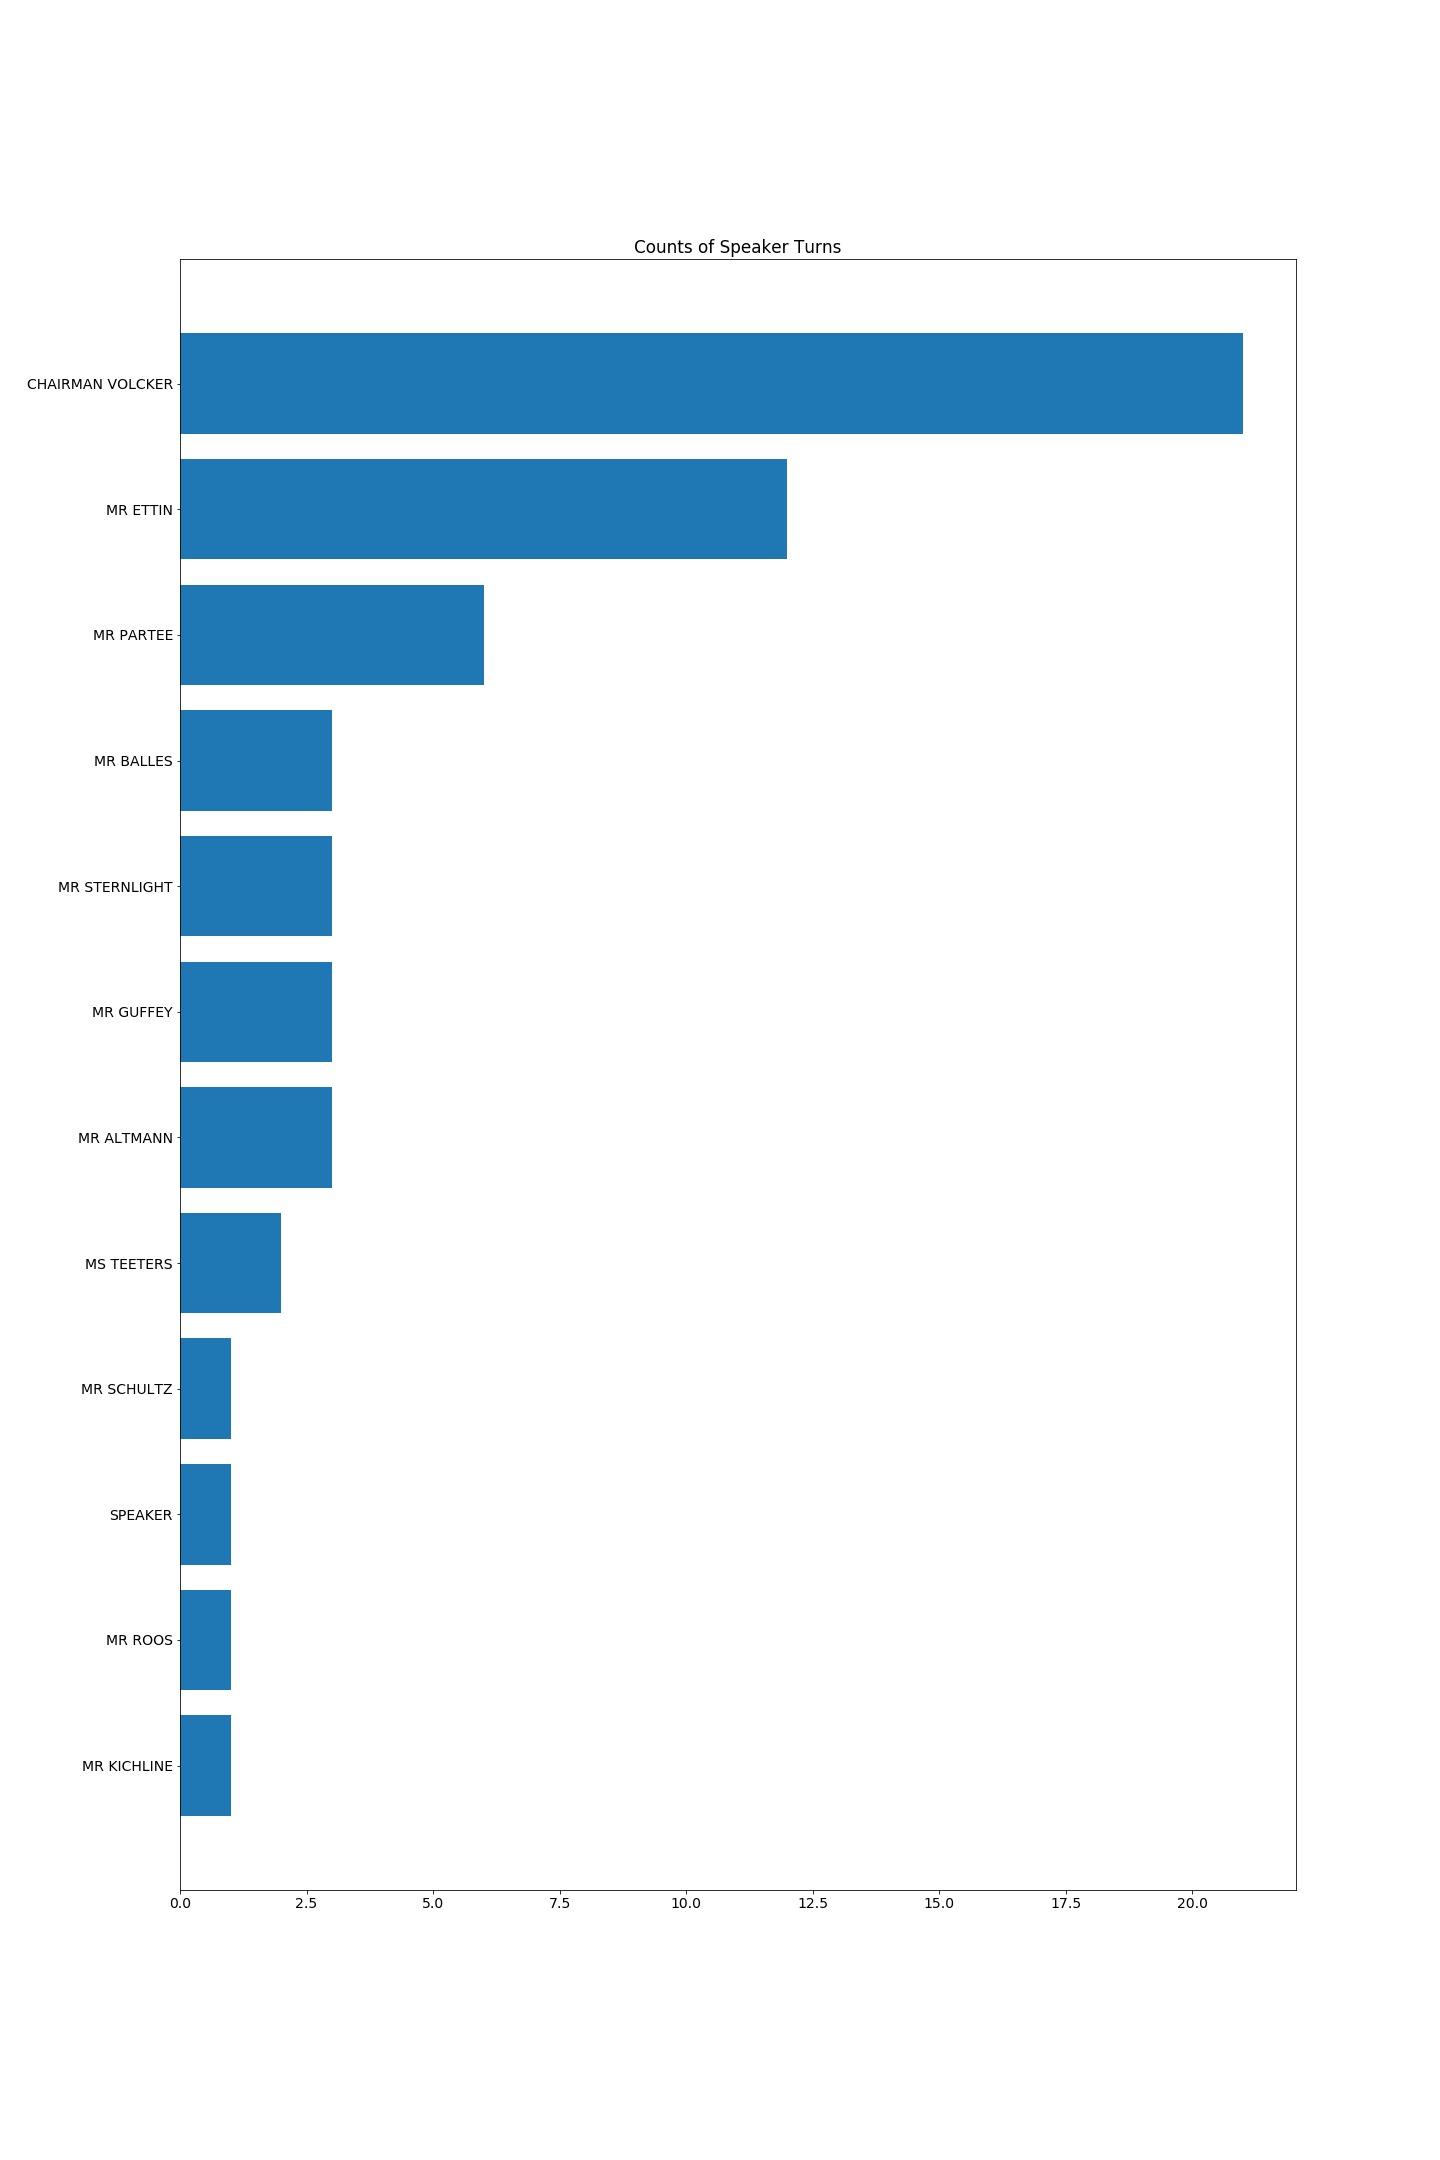 Counts of Speaker Turns
CHAIRMAN VOLCKER
MR ETTIN
MR PARTEE
MR BALLES
MR STERNLIGHT
MR GUFFEY
MR ALTMANN
MS TEETERS
MR SCHULTZ
SPEAKER
MR ROOS
MR KICHLINE
0.0 2.5 5.0 7.5 10.0 12.5 15.0 17.5 20.0